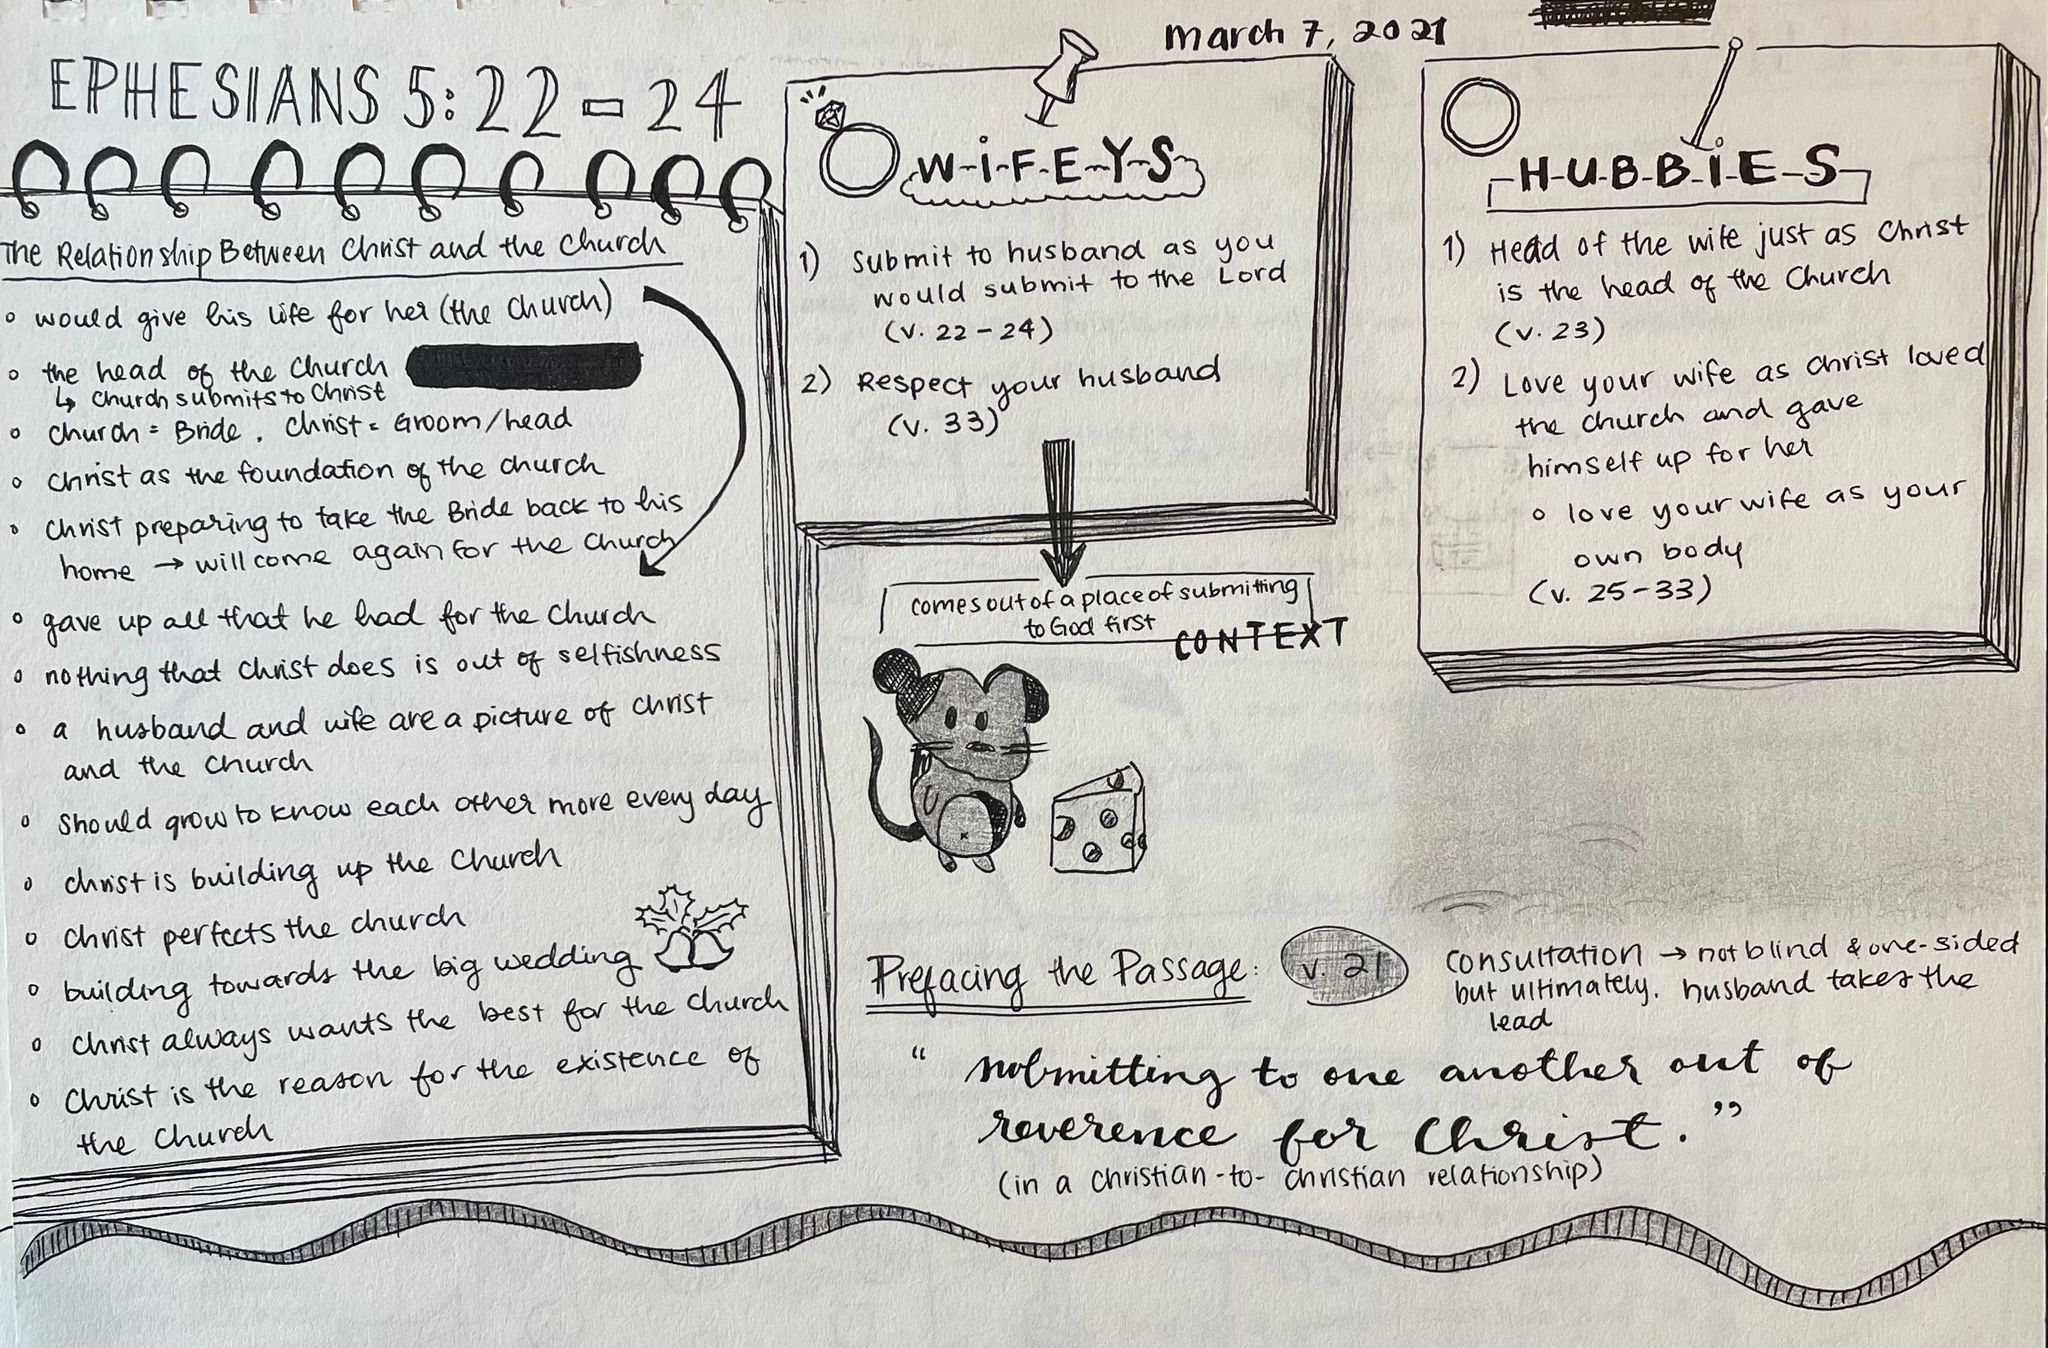 march 7, 2021
EPHESIANS 5:22-24
The Relationship Between Christ and the Church
◦ would give his life for her (the Church)
◦ the head of the Church
↳ Church submits to Christ
◦ Church = Bride, Christ = Groom/head
◦ Christ as the foundation of the church
◦ Christ preparing to take the Bride back to his
home → will come again for the Church
◦ gave up all that he had for the Church
◦ nothing that Christ does is out of selfishness
◦ a husband and wife are a picture of Christ
and the Church
◦ should grow to know each other more every day
◦ Christ is building up the Church
◦ Christ perfects the church
◦ building towards the big wedding
◦ Christ always wants the best for the Church
◦ Christ is the reason for the existence of
the Church
W-i-F-E-Y-S
1) Submit to husband as you
would submit to the Lord
(v. 22-24)
2) Respect your husband
(v. 33)
comes out of a place of submitting
to God first
CONTEXT
H-U-B-B-i-E-S
1) Head of the wife just as Christ
is the head of the Church
(v. 23)
2) Love your wife as Christ loved
the church and gave
himself up for her
◦ love your wife as your
own body
(v. 25-33)
Prefacing the Passage: v. 21
consultation → not blind & one-sided
but ultimately, husband takes the
lead
“submitting to one another out of
reverence for Christ.”
(in a christian-to-christian relationship)